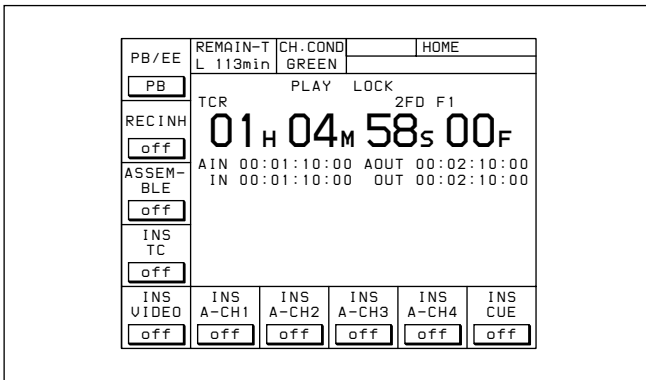 PB/EE
PB
REMAIN-T
L 113min
CH.COND
GREEN
HOME
PLAY LOCK
TCR 2FD F1
01H 04M 58S 00F
AIN 00:01:10:00 AOUT 00:02:10:00
IN 00:01:10:00 OUT 00:02:10:00
RECINH
off
ASSEM-
BLE
off
INS
TC
off
INS
VIDEO
off
INS
A-CH1
off
INS
A-CH2
off
INS
A-CH3
off
INS
A-CH4
off
INS
CUE
off